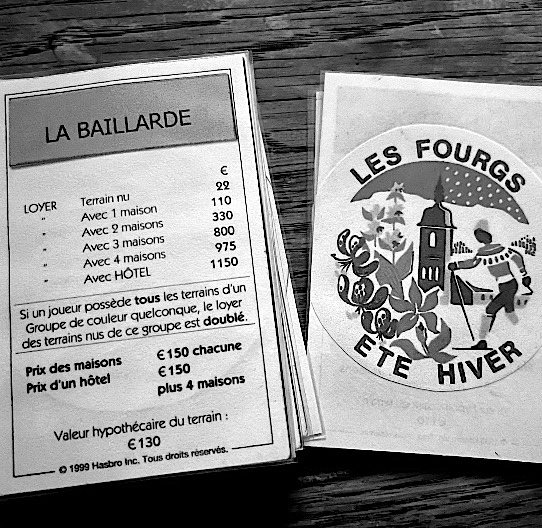 LA BAILLARDE
€
LOYER Terrain nu 22
" Avec 1 maison 110
" Avec 2 maisons 330
" Avec 3 maisons 800
" Avec 4 maisons 975
" Avec HÔTEL 1150
Si un joueur possède tous les terrains d'un
Groupe de couleur quelconque, le loyer
des terrains nus de ce groupe est doublé.
Prix des maisons €150 chacune
Prix d'un hôtel €150
plus 4 maisons
Valeur hypothécaire du terrain :
€130
© 1999 Hasbro Inc. Tous droits réservés.
LES FOURGS
ETE HIVER